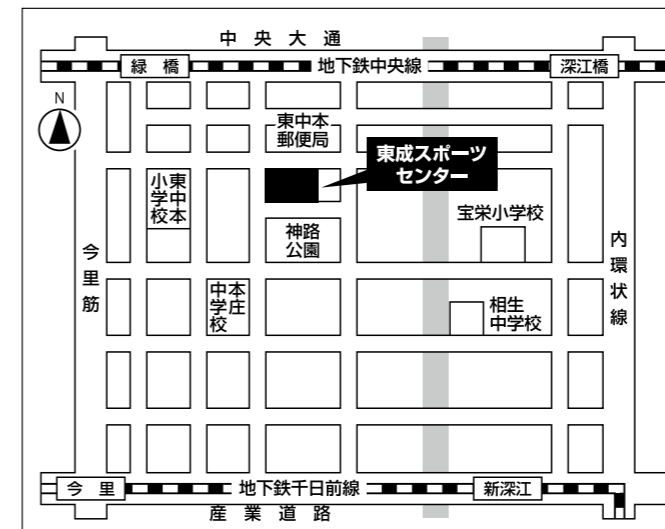 中央大通
緑橋
地下鉄中央線
深江橋
N
東中本
郵便局
東成スポーツ
センター
東中本
小学校
宝栄小学校
神路
公園
今里筋
内環状線
本庄
中学校
相生
中学校
今里
地下鉄千日前線
新深江
産業道路